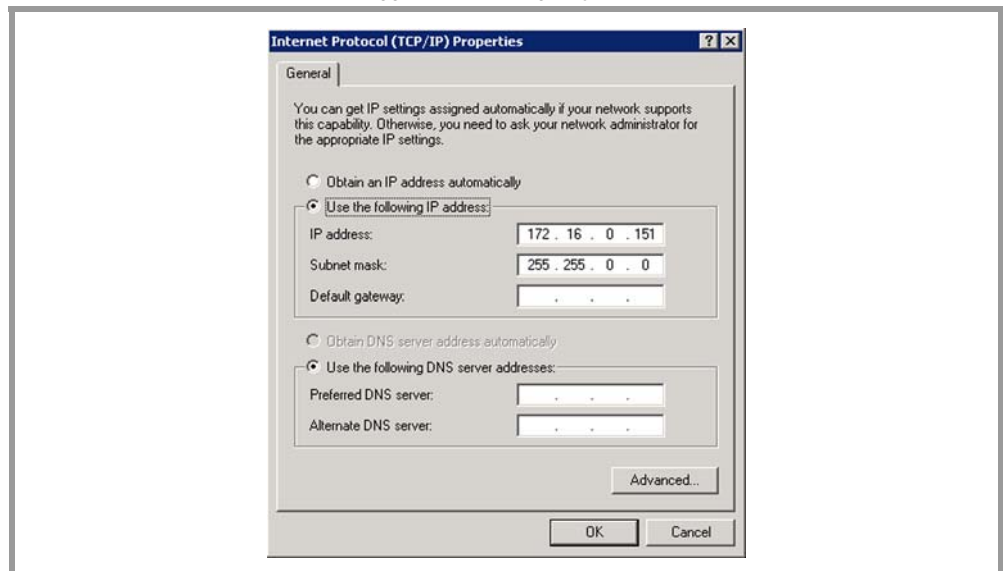 Internet Protocol (TCP/IP) Properties
General
You can get IP settings assigned automatically if your network supports
this capability. Otherwise, you need to ask your network administrator for
the appropriate IP settings.
Obtain an IP address automatically
Use the following IP address:
IP address: 172 . 16 . 0 . 151
Subnet mask: 255 . 255 . 0 . 0
Default gateway: . . .
Obtain DNS server address automatically
Use the following DNS server addresses:
Preferred DNS server: . . .
Alternate DNS server: . . .
Advanced...
OK Cancel